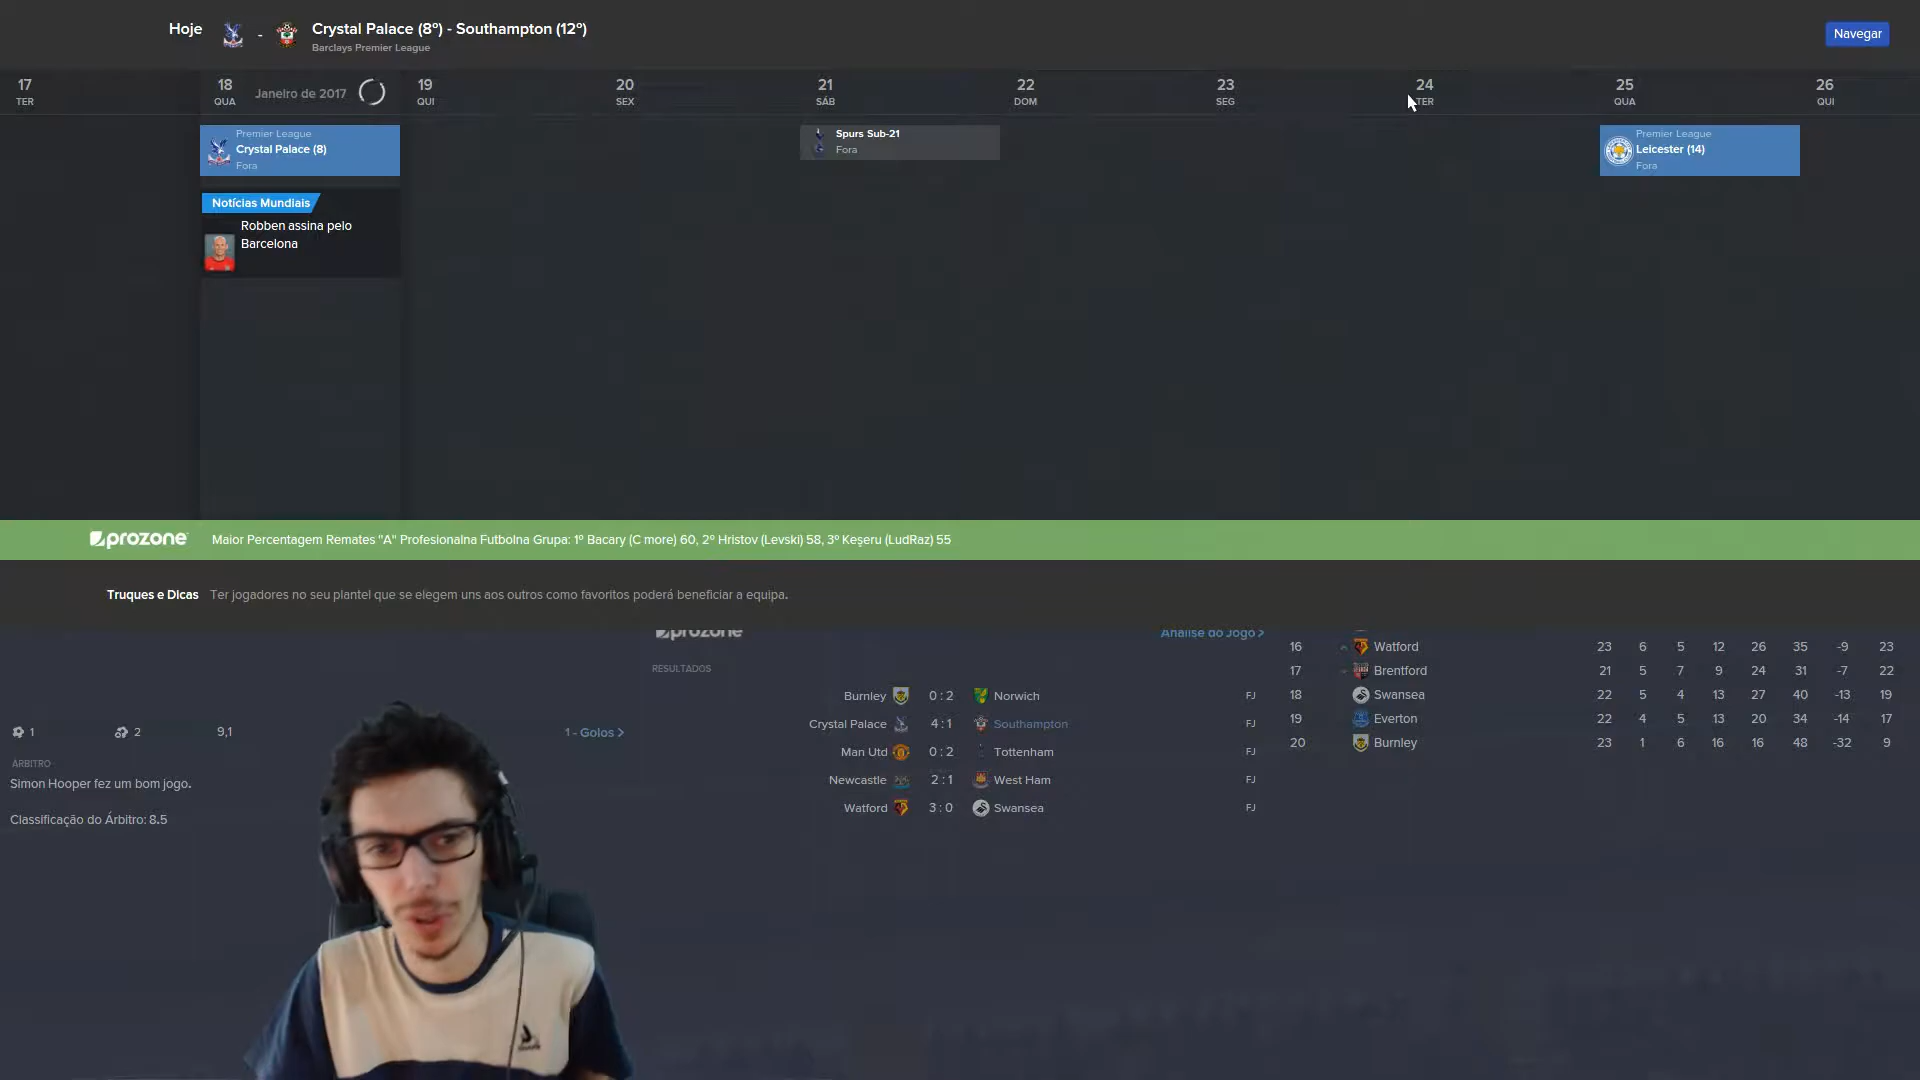 Hoje - Crystal Palace (8º) - Southampton (12º)
Barclays Premier League
Navegar
17 18 19 20 21 22 23 24 25 26
TER QUA Janeiro de 2017 QUI SEX SÁB DOM SEG TER QUA QUI
Premier League
Crystal Palace (8)
Fora
Spurs Sub-21
Fora
Premier League
Leicester (14)
Fora
Notícias Mundiais
Robben assina pelo
Barcelona
prozone Maior Percentagem Remates "A" Profesionalna Futbolna Grupa: 1º Bacary (C more) 60, 2º Hristov (Levski) 58, 3º Keșeru (LudRaz) 55
Truques e Dicas Ter jogadores no seu plantel que se elegem uns aos outros como favoritos poderá beneficiar a equipa.
prozone Análise do Jogo >
RESULTADOS
Burnley 0 : 2 Norwich FJ
Crystal Palace 4 : 1 Southampton FJ
Man Utd 0 : 2 Tottenham FJ
Newcastle 2 : 1 West Ham FJ
Watford 3 : 0 Swansea FJ
16 Watford 23 6 5 12 26 35 -9 23
17 Brentford 21 5 7 9 24 31 -7 22
18 Swansea 22 5 4 13 27 40 -13 19
19 Everton 22 4 5 13 20 34 -14 17
20 Burnley 23 1 6 16 16 48 -32 9
1 2 9,1 1 - Golos >
ÁRBITRO
Simon Hooper fez um bom jogo.
Classificação do Árbitro: 8.5